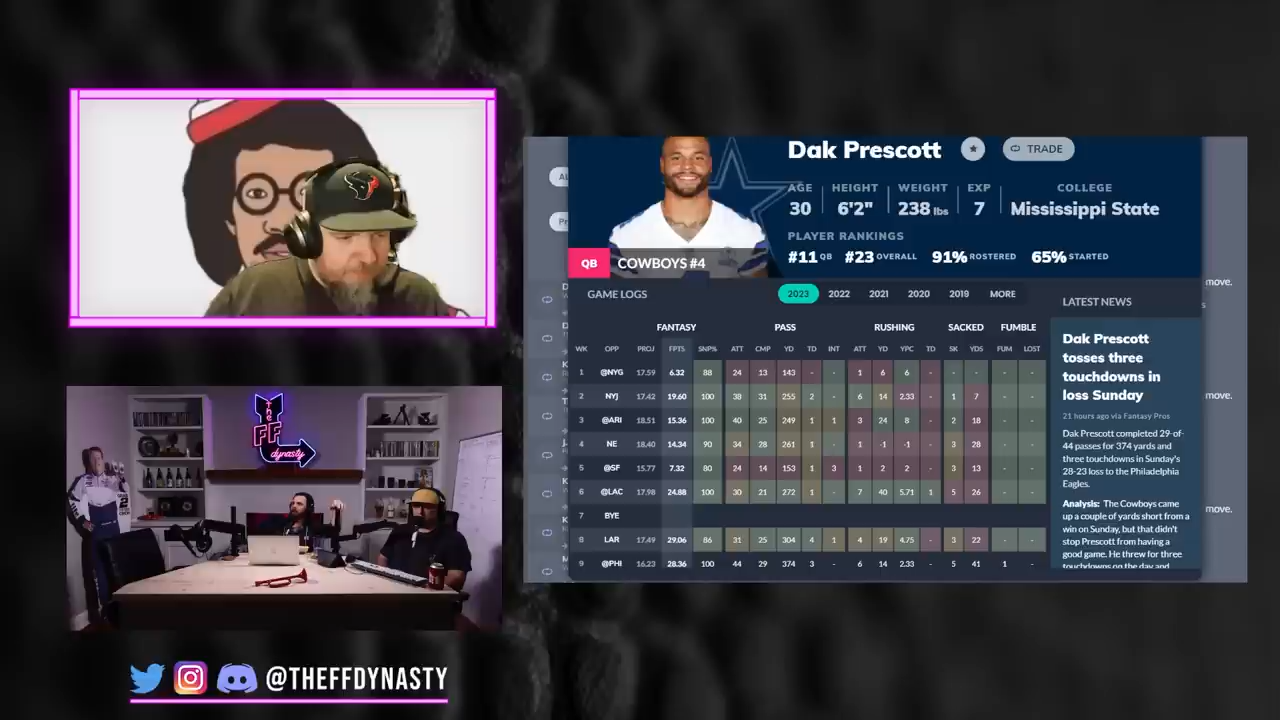 Dak Prescott
TRADE
AGE HEIGHT WEIGHT EXP COLLEGE
30 6'2" 238 lbs 7 Mississippi State
PLAYER RANKINGS
#11 QB #23 OVERALL 91% ROSTERED 65% STARTED
QB COWBOYS #4
GAME LOGS 2023 2022 2021 2020 2019 MORE
FANTASY PASS RUSHING SACKED FUMBLE
WK OPP PROJ FPTS SNP% ATT CMP YD TD INT ATT YD YPC TD SK YDS FUM LOST
1 @NYG 17.59 6.32 88 24 13 143 - - 1 6 6 - - - - -
2 NYJ 17.42 19.60 100 38 31 255 2 - 6 14 2.33 - 1 7 - -
3 @ARI 18.51 15.36 100 40 25 249 1 1 3 24 8 - 2 18 - -
4 NE 18.40 14.34 90 34 28 261 1 - 1 -1 -1 - 3 28 - -
5 @SF 15.77 7.32 80 24 14 153 1 3 1 2 2 - 3 13 - -
6 @LAC 17.98 24.88 100 30 21 272 1 - 7 40 5.71 1 5 26 - -
7 BYE
8 LAR 17.49 29.06 86 31 25 304 4 1 4 19 4.75 - 3 22 - -
9 @PHI 16.23 28.36 100 44 29 374 3 - 6 14 2.33 - 5 41 1 -
LATEST NEWS
Dak Prescott
tosses three
touchdowns in
loss Sunday
21 hours ago via Fantasy Pros
Dak Prescott completed 29-of-
44 passes for 374 yards and
three touchdowns in Sunday's
28-23 loss to the Philadelphia
Eagles.
Analysis: The Cowboys came
up a couple of yards short from a
win on Sunday, but that didn't
stop Prescott from having a
good game. He threw for three
touchdowns on the day and
move.
move.
move.
The
FF
dynasty
@THEFFDYNASTY